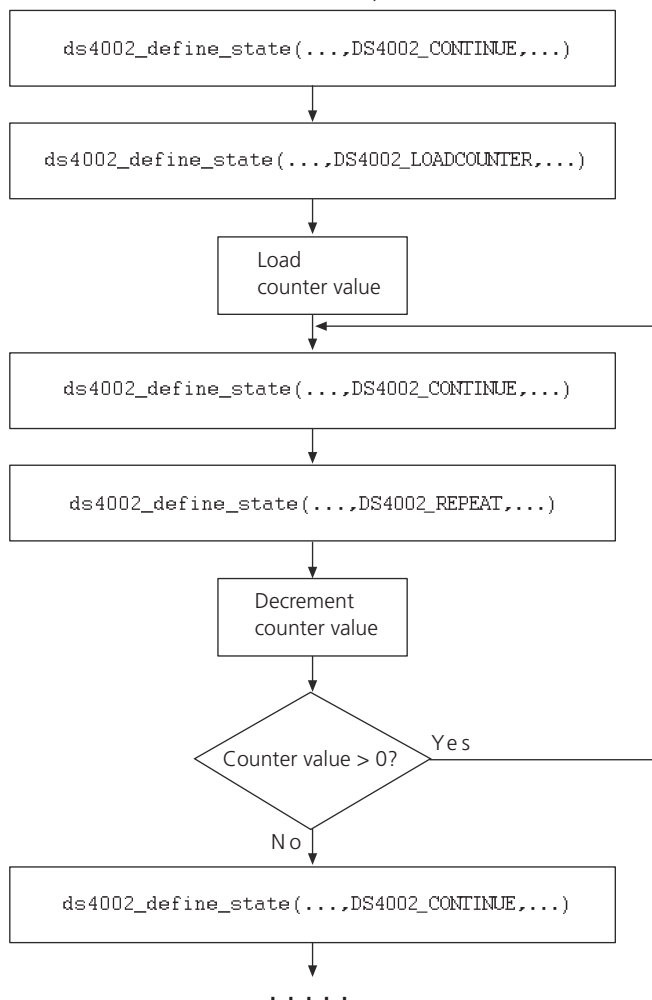 ds4002_define_state(...,DS4002_CONTINUE,...)
ds4002_define_state(...,DS4002_LOADCOUNTER,...)
Load
counter value
ds4002_define_state(...,DS4002_CONTINUE,...)
ds4002_define_state(...,DS4002_REPEAT,...)
Decrement
counter value
Counter value > 0?
Yes
No
ds4002_define_state(...,DS4002_CONTINUE,...)
.....